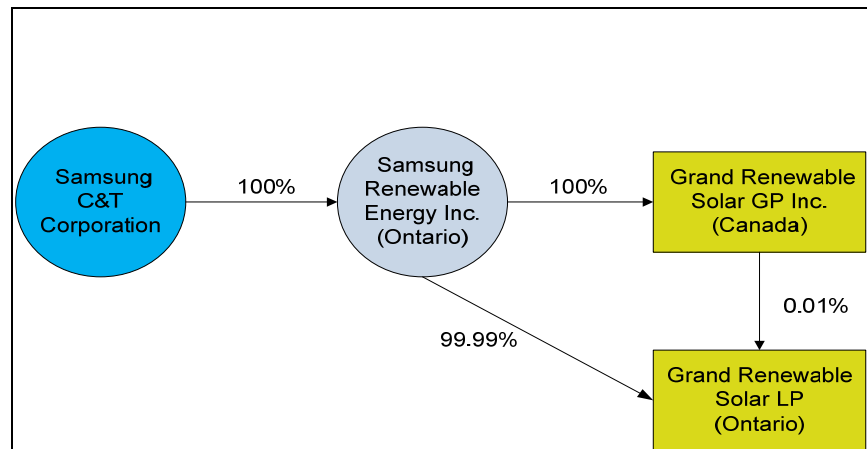 Samsung
C&T
Corporation
100%
Samsung
Renewable
Energy Inc.
(Ontario)
100%
Grand Renewable
Solar GP Inc.
(Canada)
0.01%
99.99%
Grand Renewable
Solar LP
(Ontario)